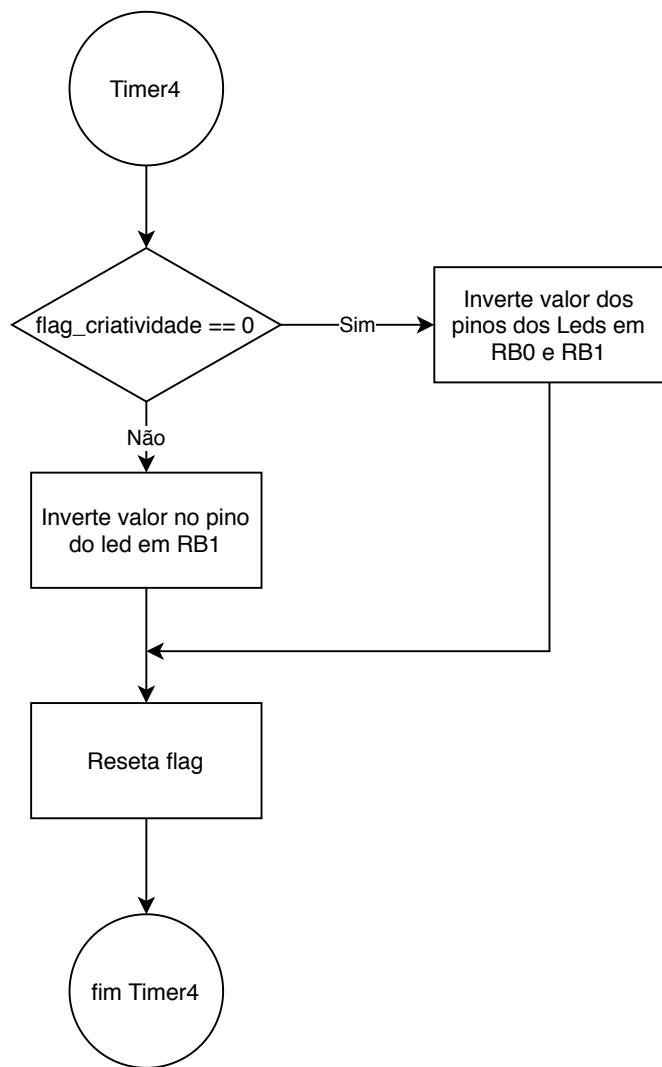 Timer4
flag_criatividade == 0
Sim
Inverte valor dos
pinos dos Leds em
RB0 e RB1
Não
Inverte valor no pino
do led em RB1
Reseta flag
fim Timer4